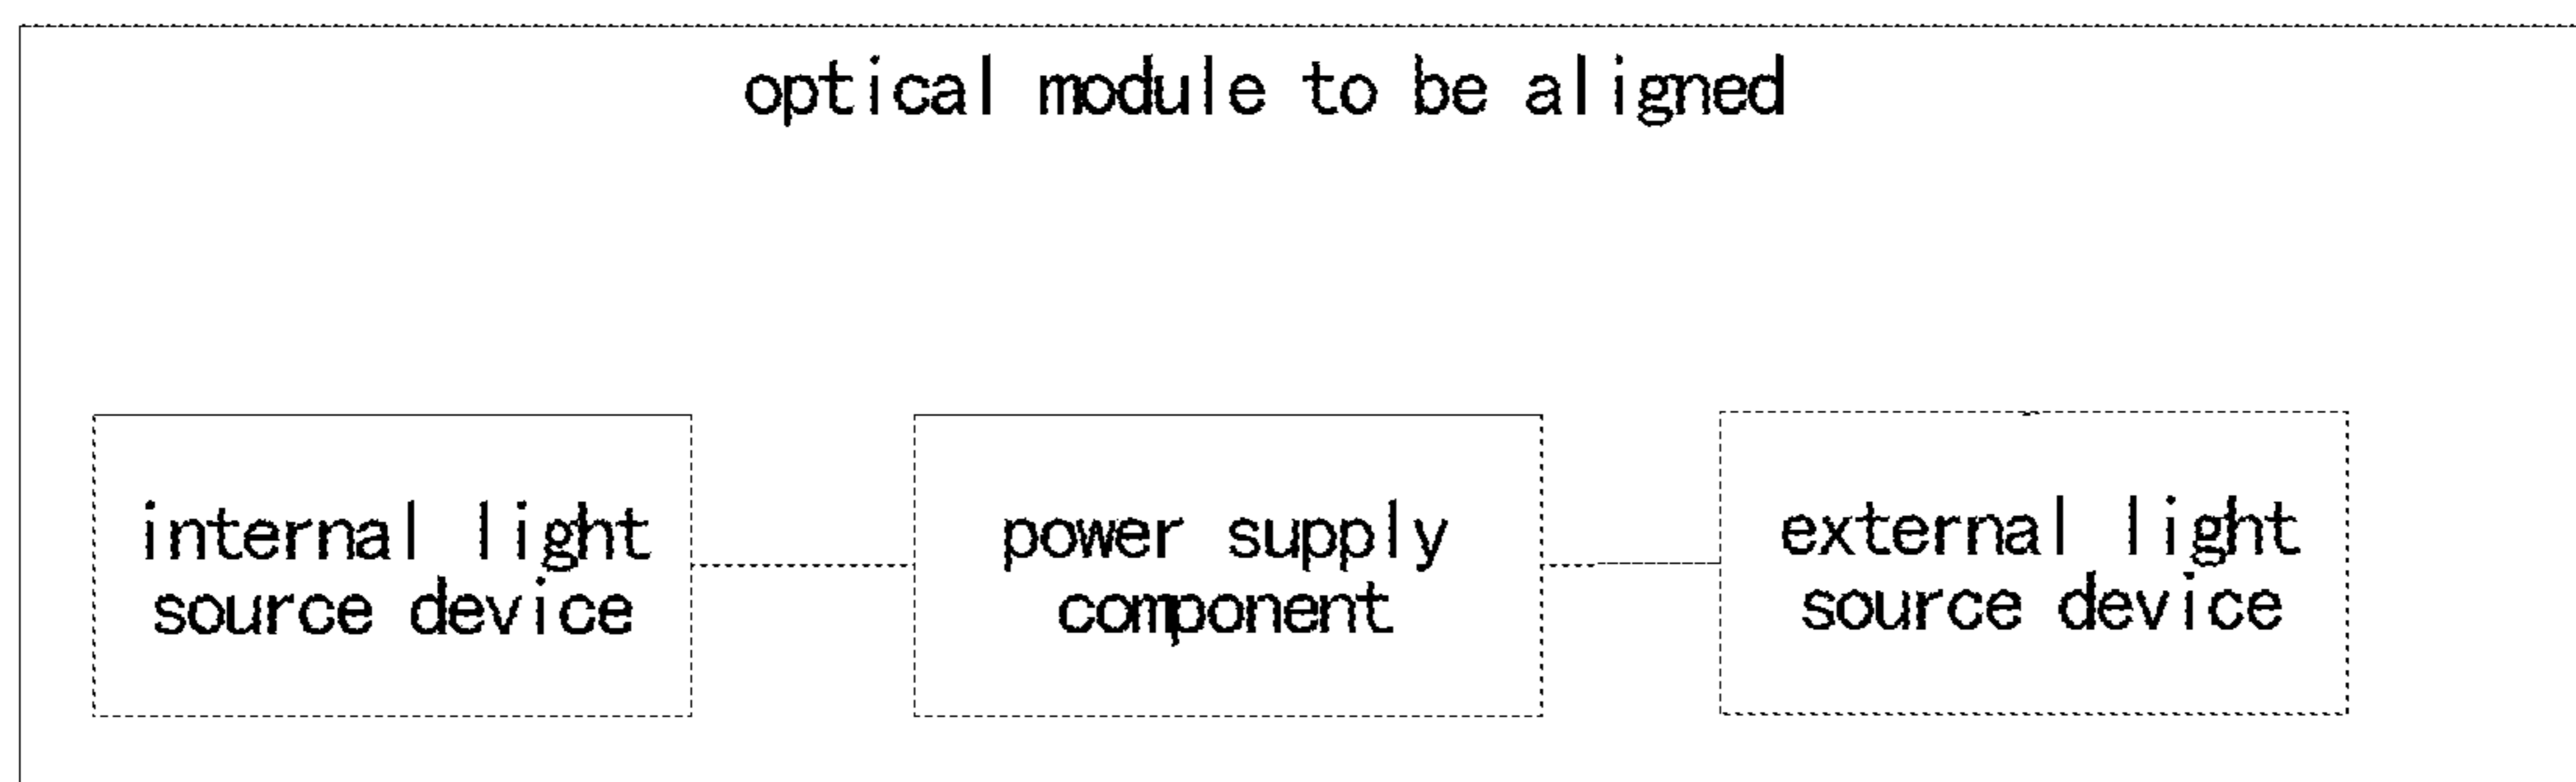 optical module to be aligned
internal light
source device
power supply
component
external light
source device